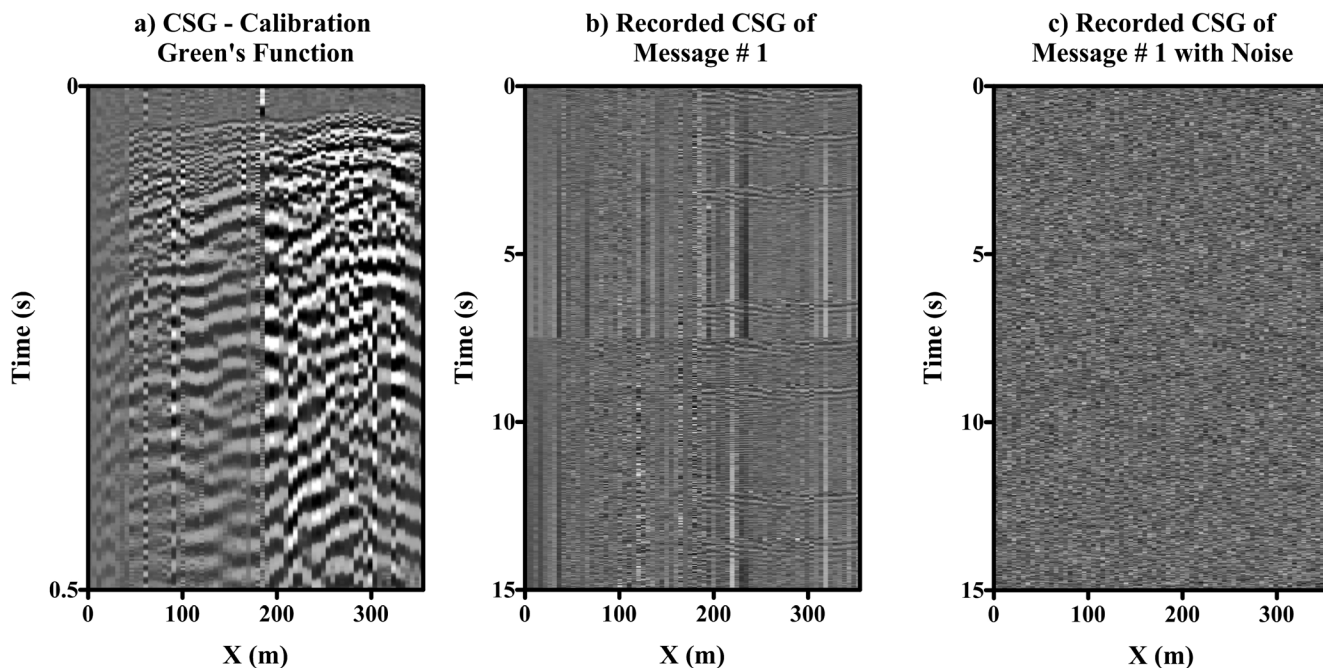 a) CSG - Calibration
Green's Function
b) Recorded CSG of
Message # 1
c) Recorded CSG of
Message # 1 with Noise
0
0.5
Time (s)
0
100
200
300
X (m)
0
5
10
15
Time (s)
0
100
200
300
X (m)
0
5
10
15
Time (s)
0
100
200
300
X (m)